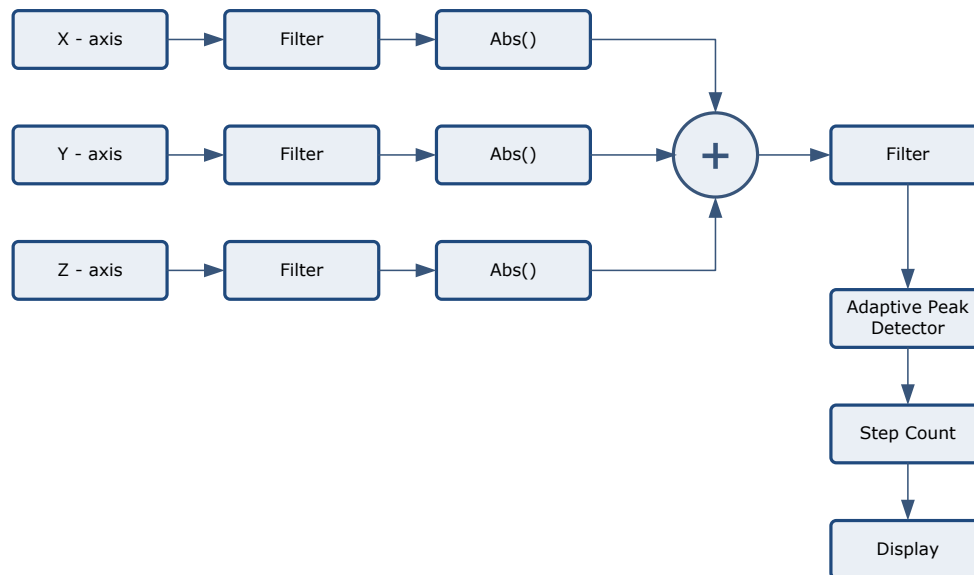 X - axis
Filter
Abs()
Y - axis
Filter
Abs()
+
Filter
Z - axis
Filter
Abs()
Adaptive Peak
Detector
Step Count
Display